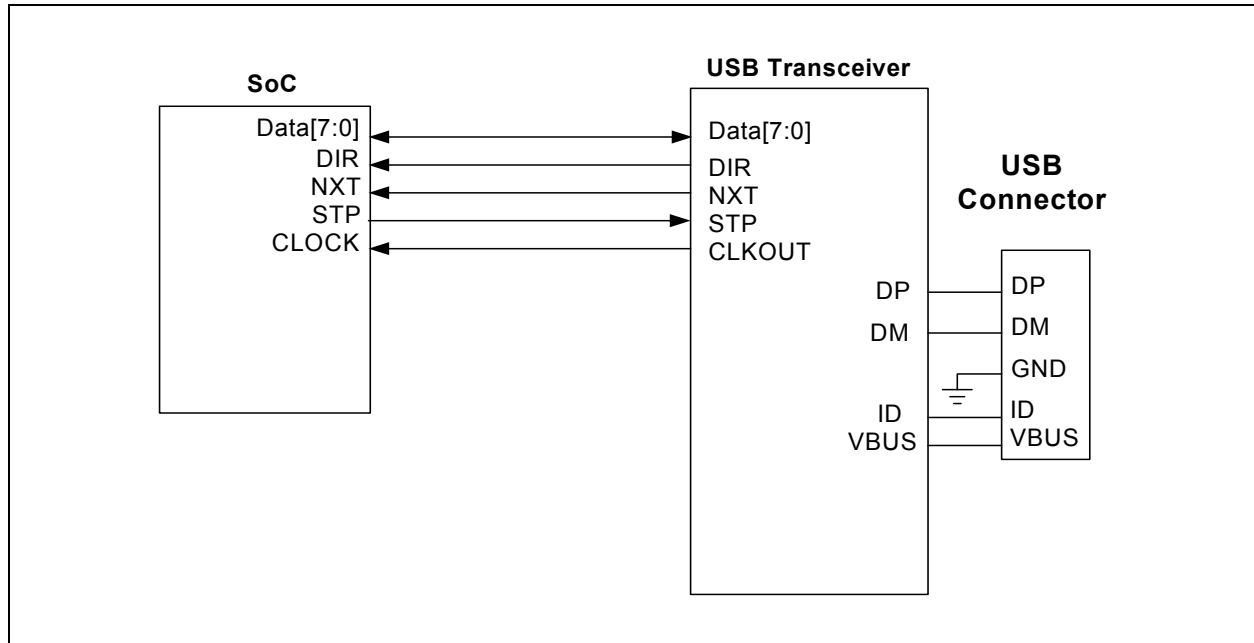 SoC
Data[7:0]
DIR
NXT
STP
CLOCK
USB Transceiver
Data[7:0]
DIR
NXT
STP
CLKOUT
DP
DM
ID
VBUS
USB
Connector
DP
DM
GND
ID
VBUS